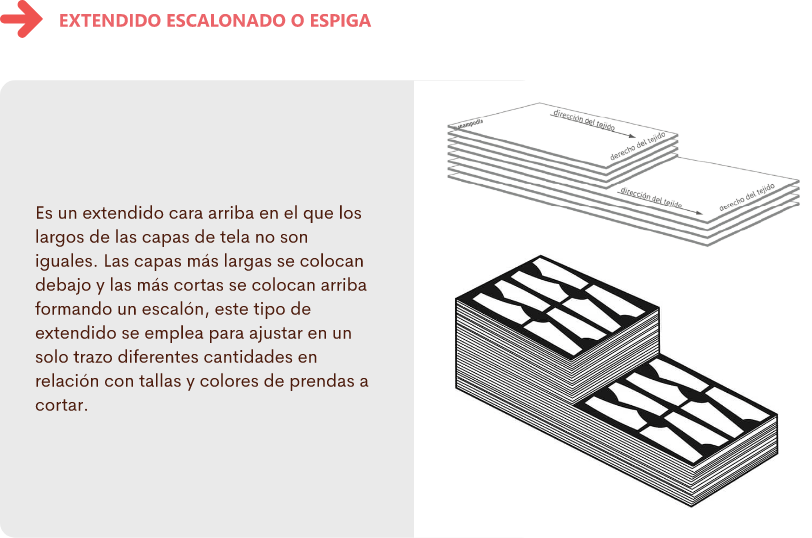 EXTENDIDO ESCALONADO O ESPIGA
Es un extendido cara arriba en el que los
largos de las capas de tela no son
iguales. Las capas más largas se colocan
debajo y las más cortas se colocan arriba
formando un escalón, este tipo de
extendido se emplea para ajustar en un
solo trazo diferentes cantidades en
relación con tallas y colores de prendas a
cortar.
dirección del tejido
derecho del tejido
dirección del tejido
derecho del tejido